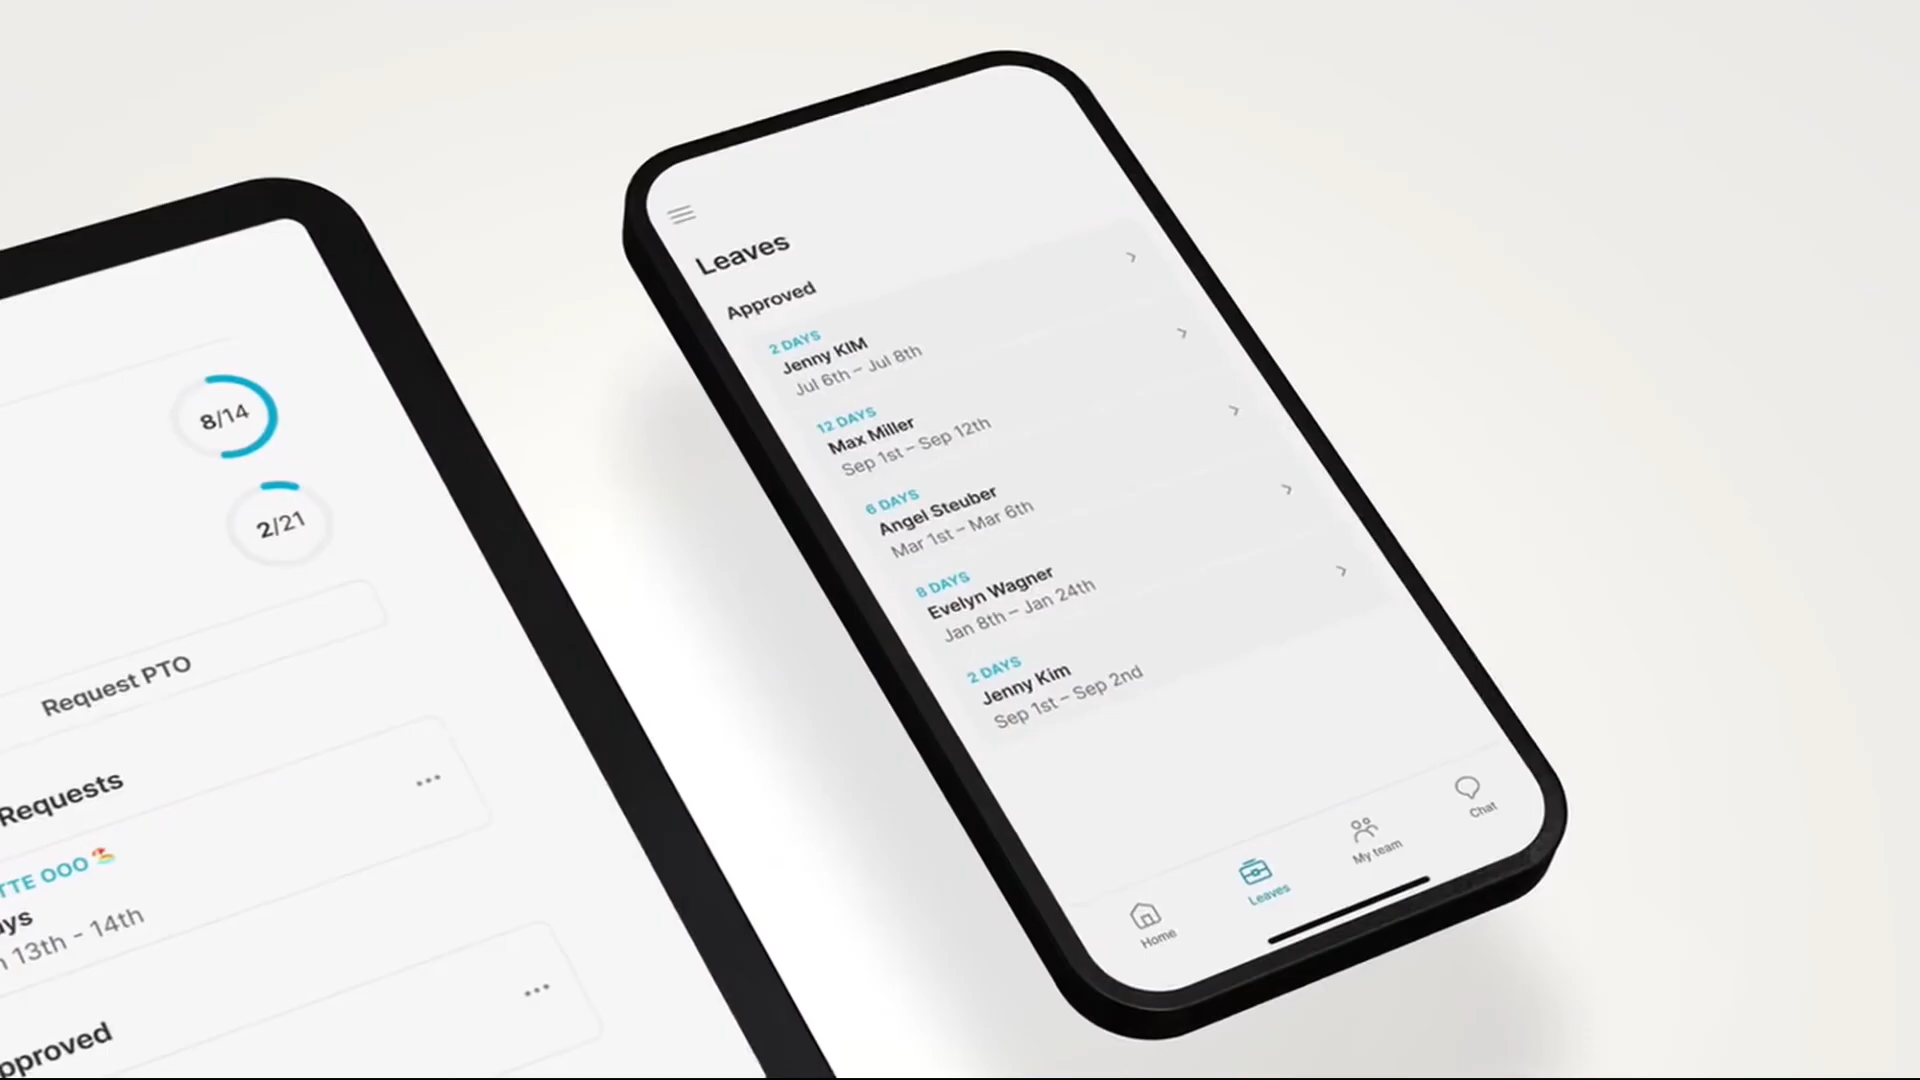 8/14
2/21
Request PTO
Requests
OOO
13th - 14th
Leaves
Approved
2 DAYS
Jenny KIM
Jul 6th – Jul 8th
12 DAYS
Max Miller
Sep 1st – Sep 12th
6 DAYS
Angel Steuber
Mar 1st – Mar 6th
8 DAYS
Evelyn Wagner
Jan 8th – Jan 24th
2 DAYS
Jenny Kim
Sep 1st – Sep 2nd
Home
Leaves
My team
Chat